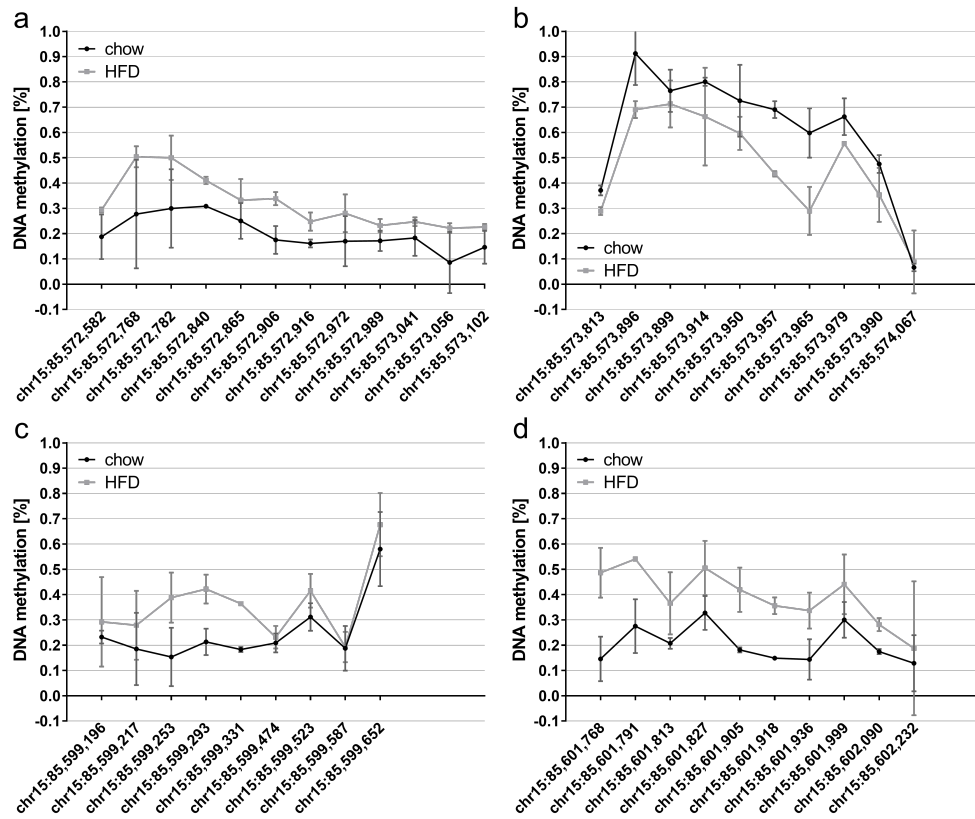 a
DNA methylation [%]
1.0
0.9
0.8
0.7
0.6
0.5
0.4
0.3
0.2
0.1
0.0
-0.1
chow
HFD
chr15:85,572,582
chr15:85,572,768
chr15:85,572,782
chr15:85,572,840
chr15:85,572,865
chr15:85,572,906
chr15:85,572,916
chr15:85,572,972
chr15:85,572,989
chr15:85,573,041
chr15:85,573,056
chr15:85,573,102
b
DNA methylation [%]
1.0
0.9
0.8
0.7
0.6
0.5
0.4
0.3
0.2
0.1
0.0
-0.1
chow
HFD
chr15:85,573,813
chr15:85,573,896
chr15:85,573,899
chr15:85,573,914
chr15:85,573,950
chr15:85,573,957
chr15:85,573,965
chr15:85,573,979
chr15:85,573,990
chr15:85,574,067
c
DNA methylation [%]
1.0
0.9
0.8
0.7
0.6
0.5
0.4
0.3
0.2
0.1
0.0
-0.1
chow
HFD
chr15:85,599,196
chr15:85,599,217
chr15:85,599,253
chr15:85,599,293
chr15:85,599,331
chr15:85,599,474
chr15:85,599,523
chr15:85,599,587
chr15:85,599,652
d
DNA methylation [%]
1.0
0.9
0.8
0.7
0.6
0.5
0.4
0.3
0.2
0.1
0.0
-0.1
chow
HFD
chr15:85,601,768
chr15:85,601,791
chr15:85,601,813
chr15:85,601,827
chr15:85,601,905
chr15:85,601,918
chr15:85,601,936
chr15:85,601,999
chr15:85,602,090
chr15:85,602,232